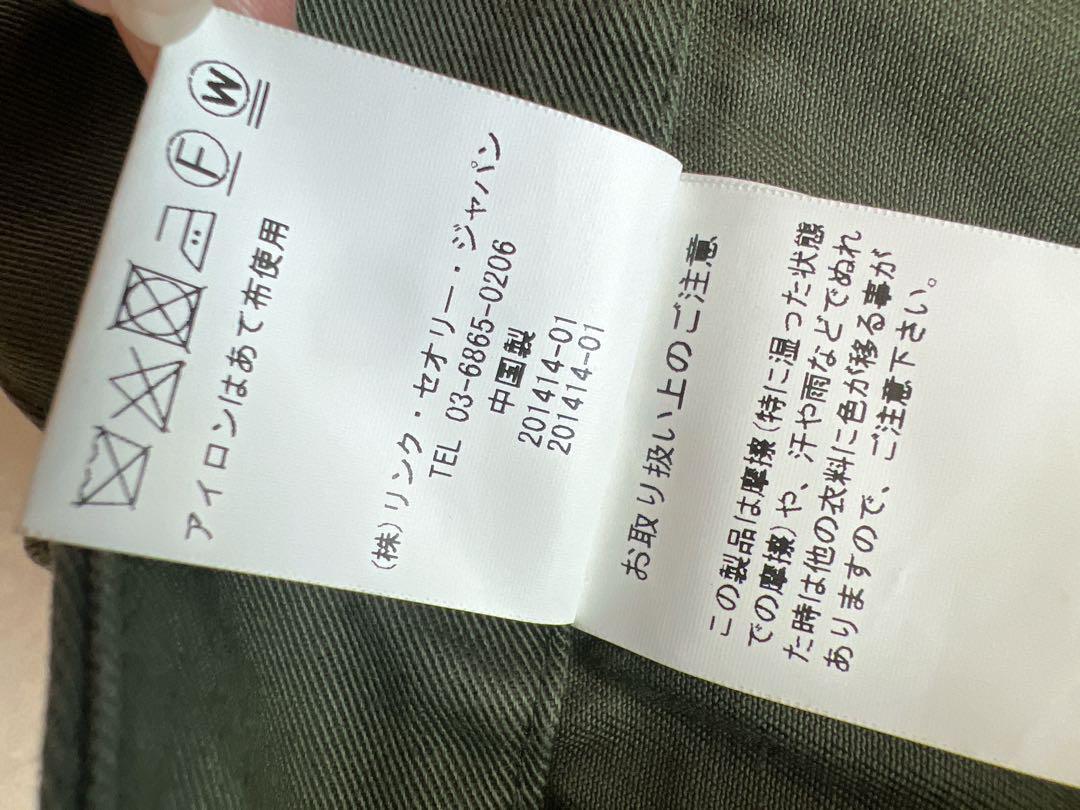 F
W
アイロンはあて布使用
(株)リンク・セオリー・ジャパン
TEL 03-6865-0206
中国製
201414-01
201414-01
お取り扱い上のご注意
この製品は摩擦(特に湿った状態
での摩擦)や、汗や雨などでぬれ
た時は他の衣料に色が移る事が
ありますので、ご注意下さい。